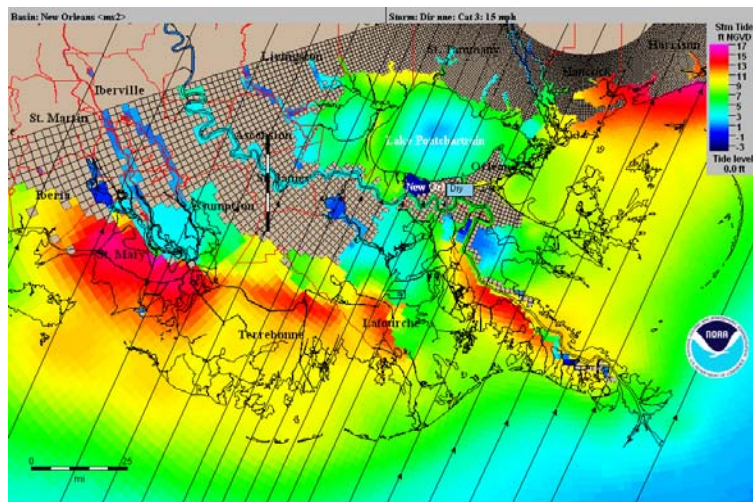 Basin: New Orleans <ms2>
Storm: Dir nne: Cat 3: 15 mph
Stm Tide
ft NGVD
17
15
13
11
9
7
5
3
1
-1
-3
Tide level
0.0 ft
Livingston
St. Tammany
Hancock
Harrison
Iberville
St. Martin
Ascension
Lake Pontchartrain
St. James
Orleans
New Or
Dry
Iberia
Assumption
St. Mary
Terrebonne
Lafourche
NOAA
0
25
mi